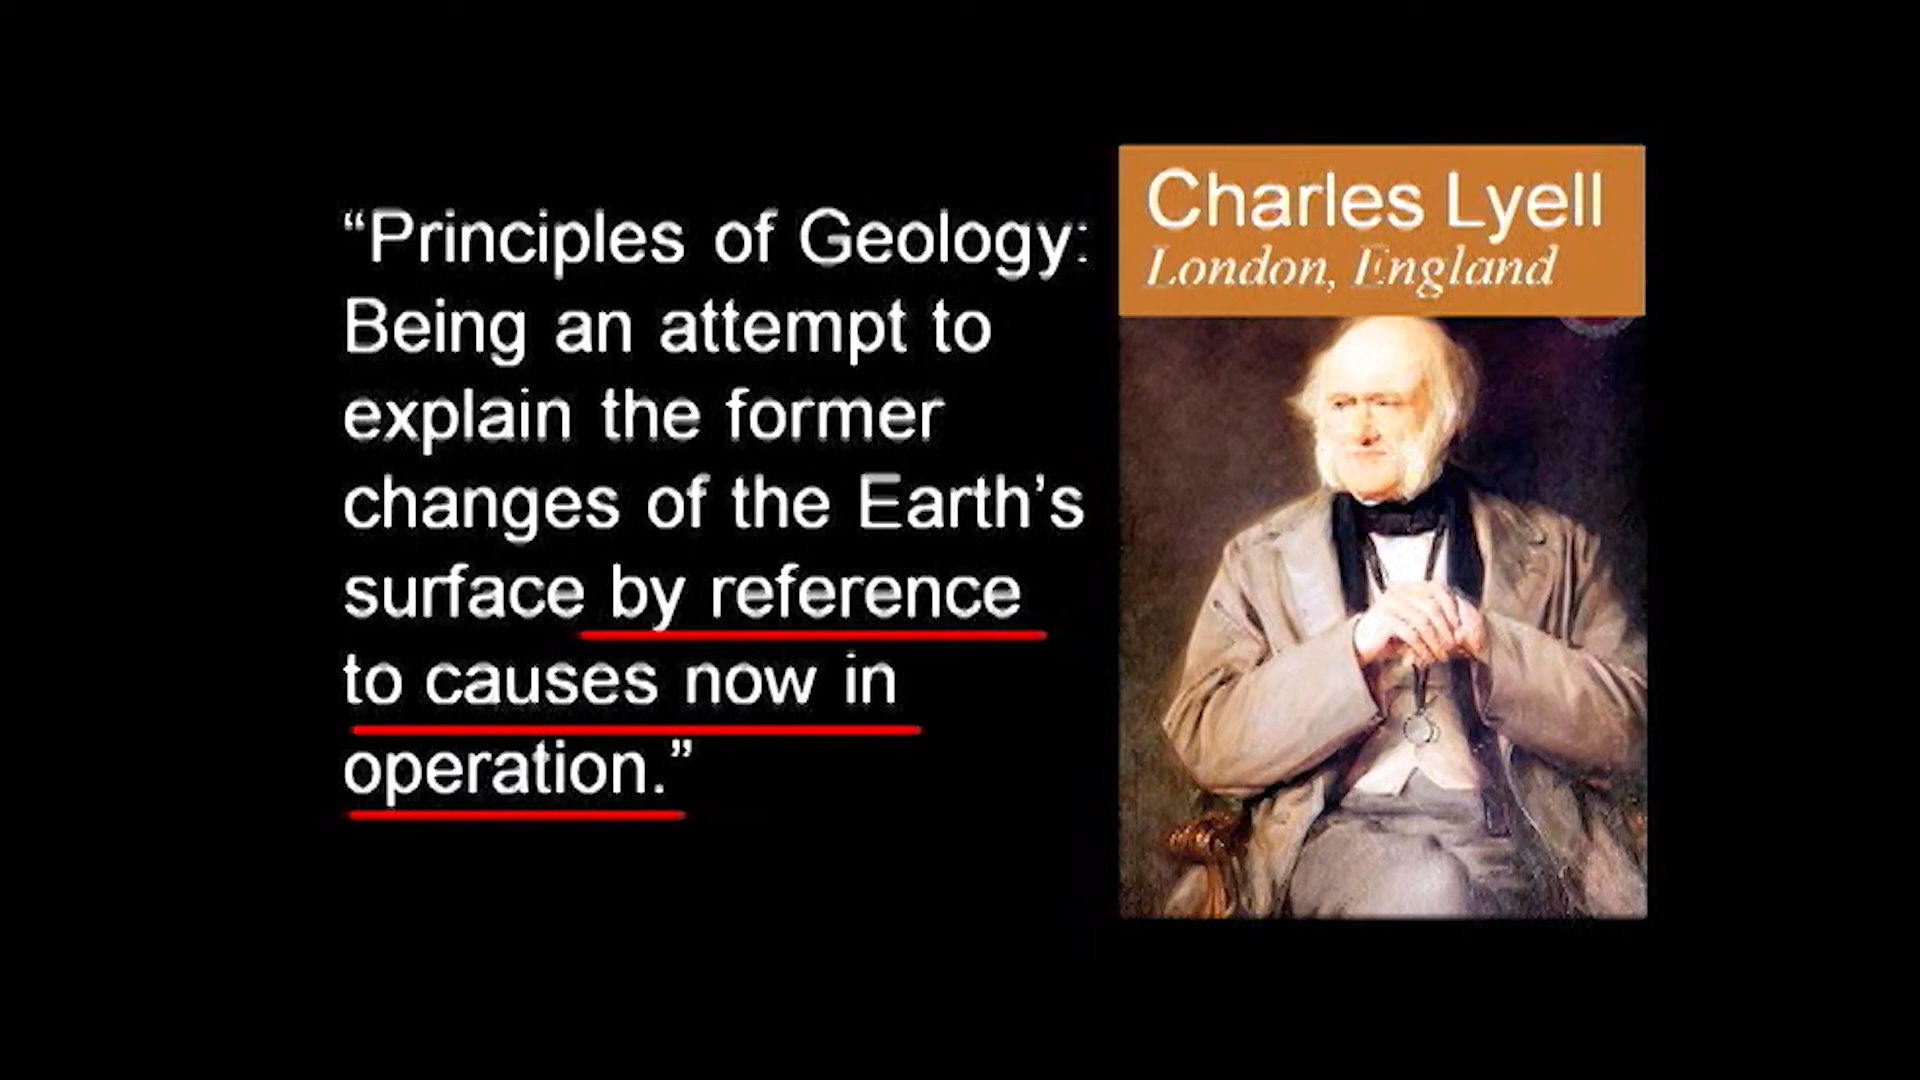 “Principles of Geology:
Being an attempt to
explain the former
changes of the Earth’s
surface by reference
to causes now in
operation.”
Charles Lyell
London, England